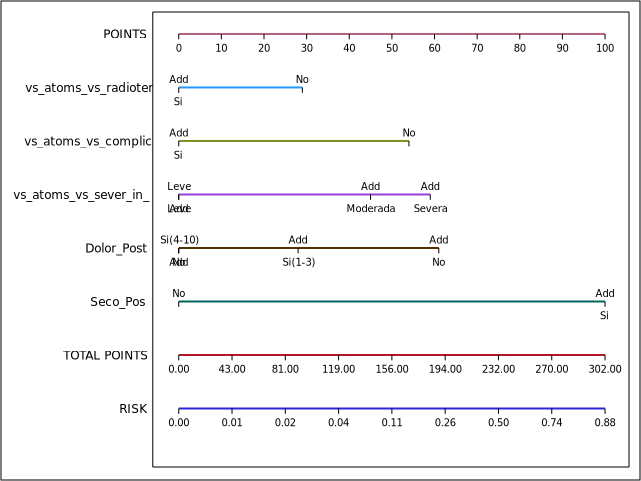 POINTS
0 10 20 30 40 50 60 70 80 90 100
Add No
vs_atoms_vs_radioter
Si
Add No
vs_atoms_vs_complic
Si
Leve Add Add
vs_atoms_vs_sever_in_
Leve Moderada Severa
Si(4-10) Add Add
Dolor_Post
No Si(1-3) No
No Add
Seco_Pos
Si
TOTAL POINTS
0.00 43.00 81.00 119.00 156.00 194.00 232.00 270.00 302.00
RISK
0.00 0.01 0.02 0.04 0.11 0.26 0.50 0.74 0.88